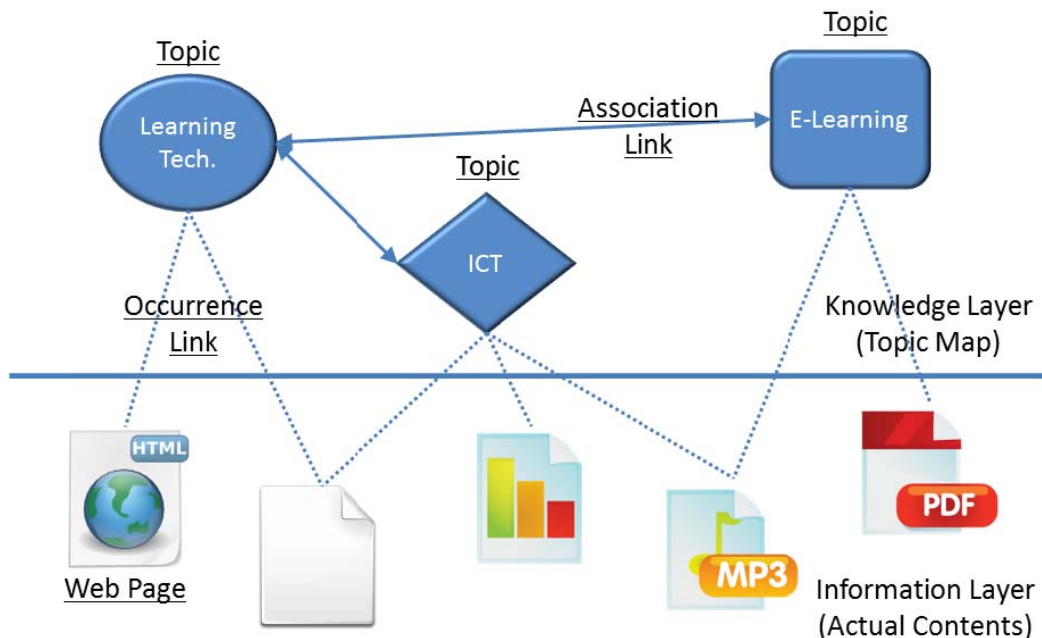 Topic
Topic
Learning
Tech.
Association
Link
E-Learning
Topic
ICT
Occurrence
Link
Knowledge Layer
(Topic Map)
HTML
MP3
PDF
Web Page
Information Layer
(Actual Contents)